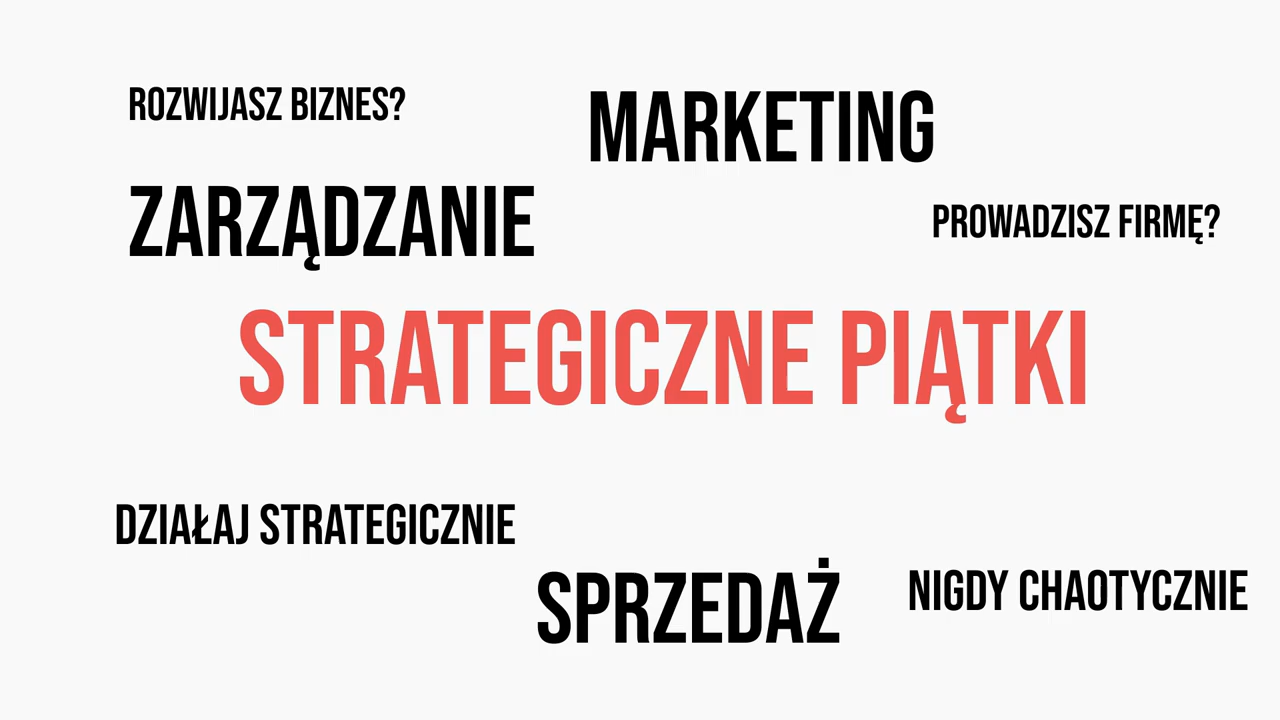 ROZWIJASZ BIZNES?
MARKETING
ZARZĄDZANIE
PROWADZISZ FIRMĘ?
STRATEGICZNE PIĄTKI
DZIAŁAJ STRATEGICZNIE
SPRZEDAŻ
NIGDY CHAOTYCZNIE